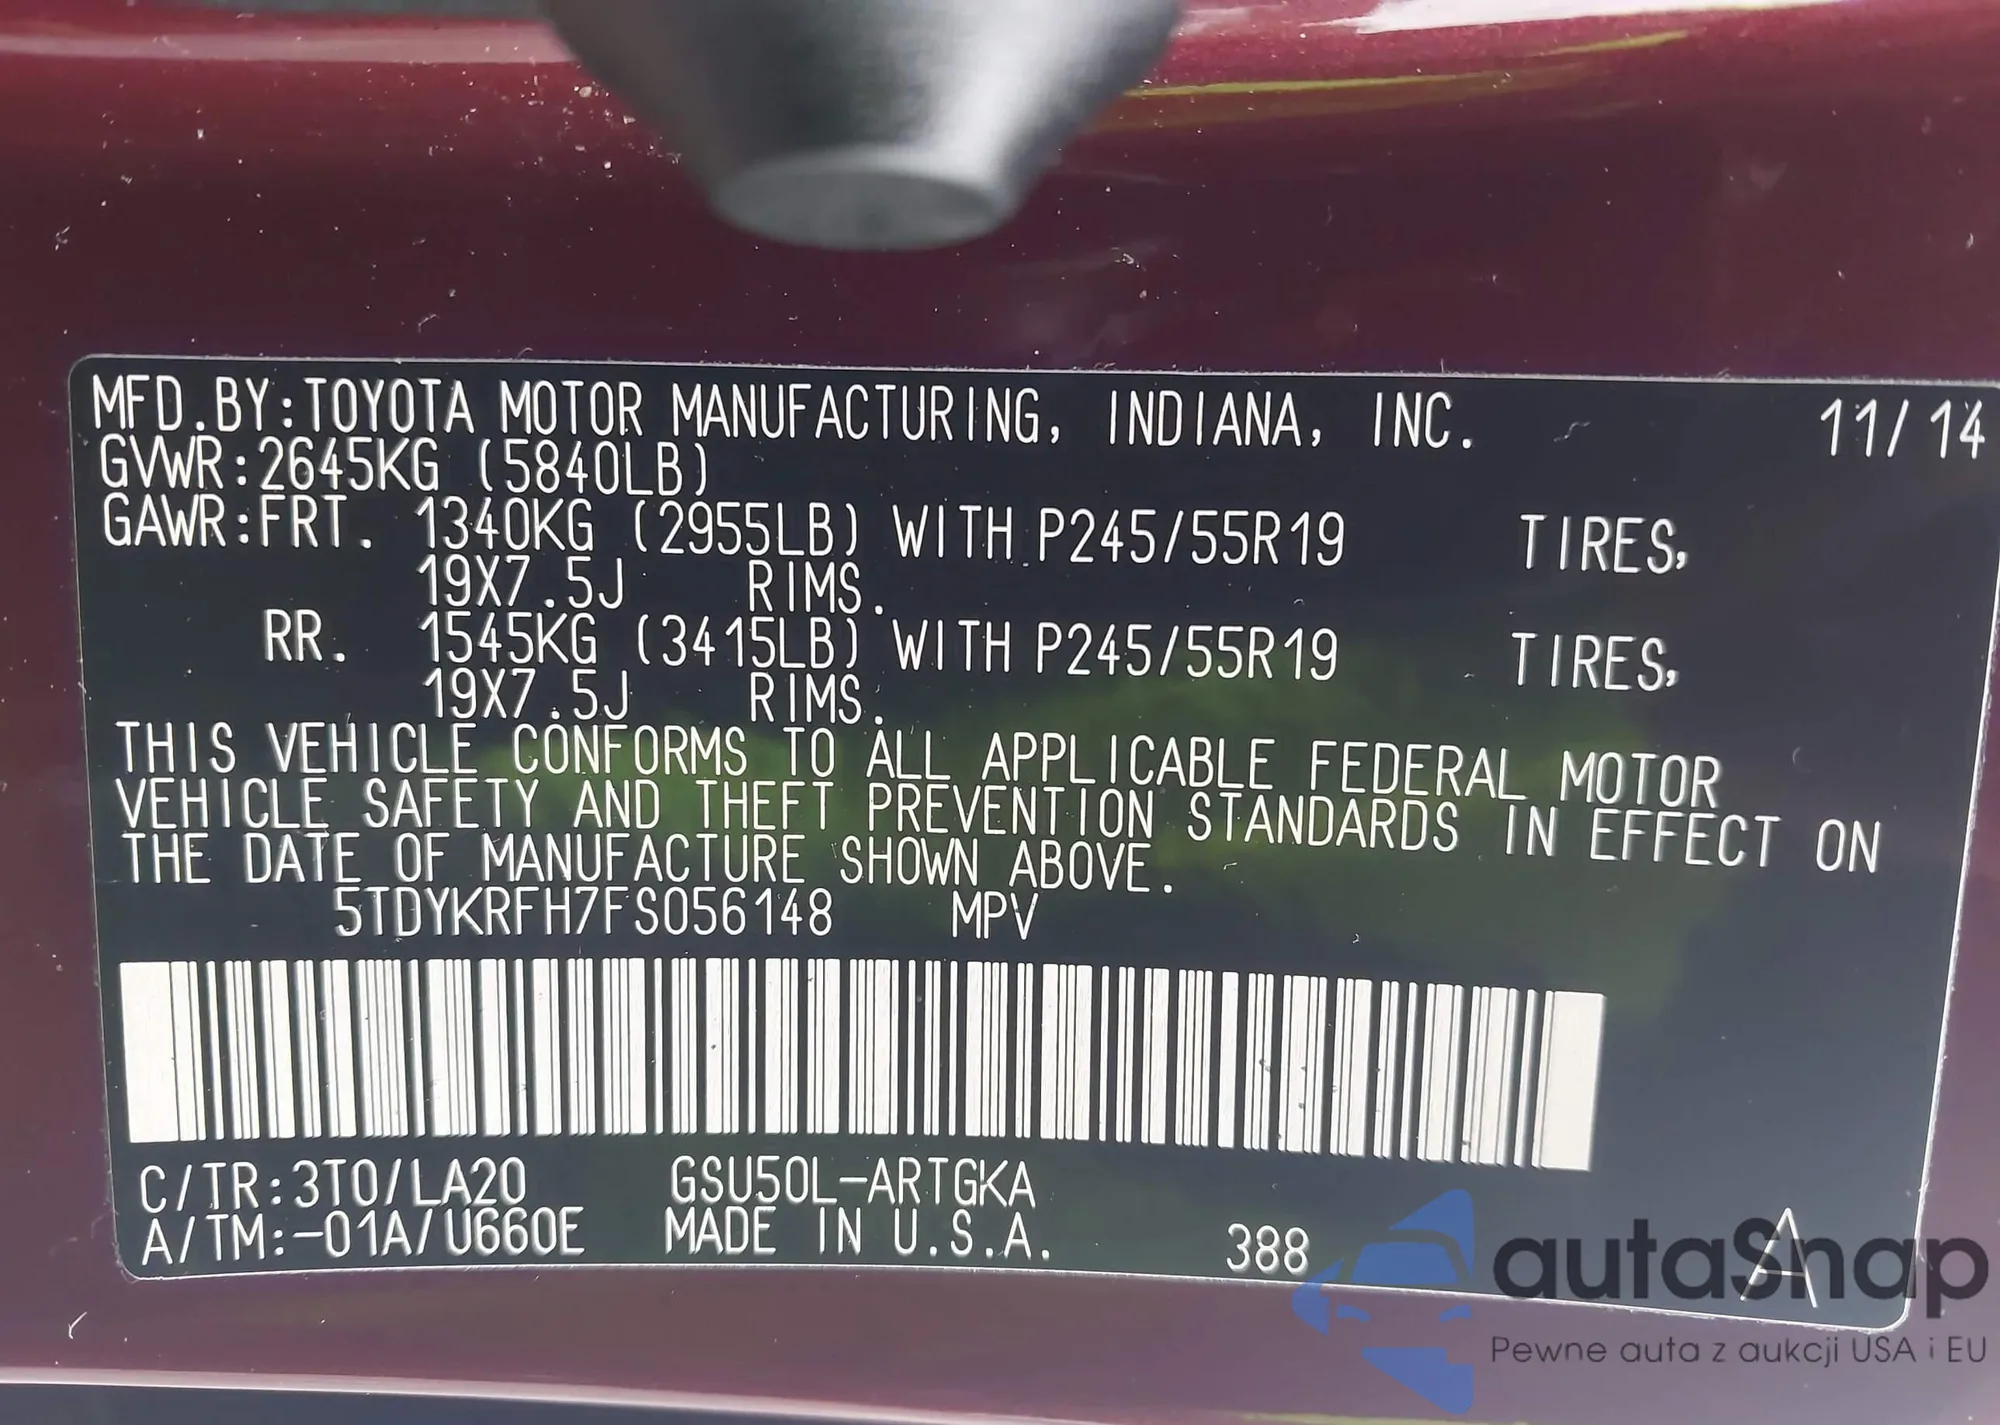 MFD.BY:TOYOTA MOTOR MANUFACTURING, INDIANA, INC. 11/14
GVWR:2645KG (5840LB)
GAWR:FRT. 1340KG (2955LB) WITH P245/55R19 TIRES,
19X7.5J RIMS.
RR. 1545KG (3415LB) WITH P245/55R19 TIRES,
19X7.5J RIMS.
THIS VEHICLE CONFORMS TO ALL APPLICABLE FEDERAL MOTOR
VEHICLE SAFETY AND THEFT PREVENTION STANDARDS IN EFFECT ON
THE DATE OF MANUFACTURE SHOWN ABOVE.
5TDYKRFH7FS056148 MPV
C/TR:3T0/LA20 GSU50L-ARTGKA
A/TM:-01A/U660E MADE IN U.S.A. 388 A
autaSnap
Pewne auta z aukcji USA i EU